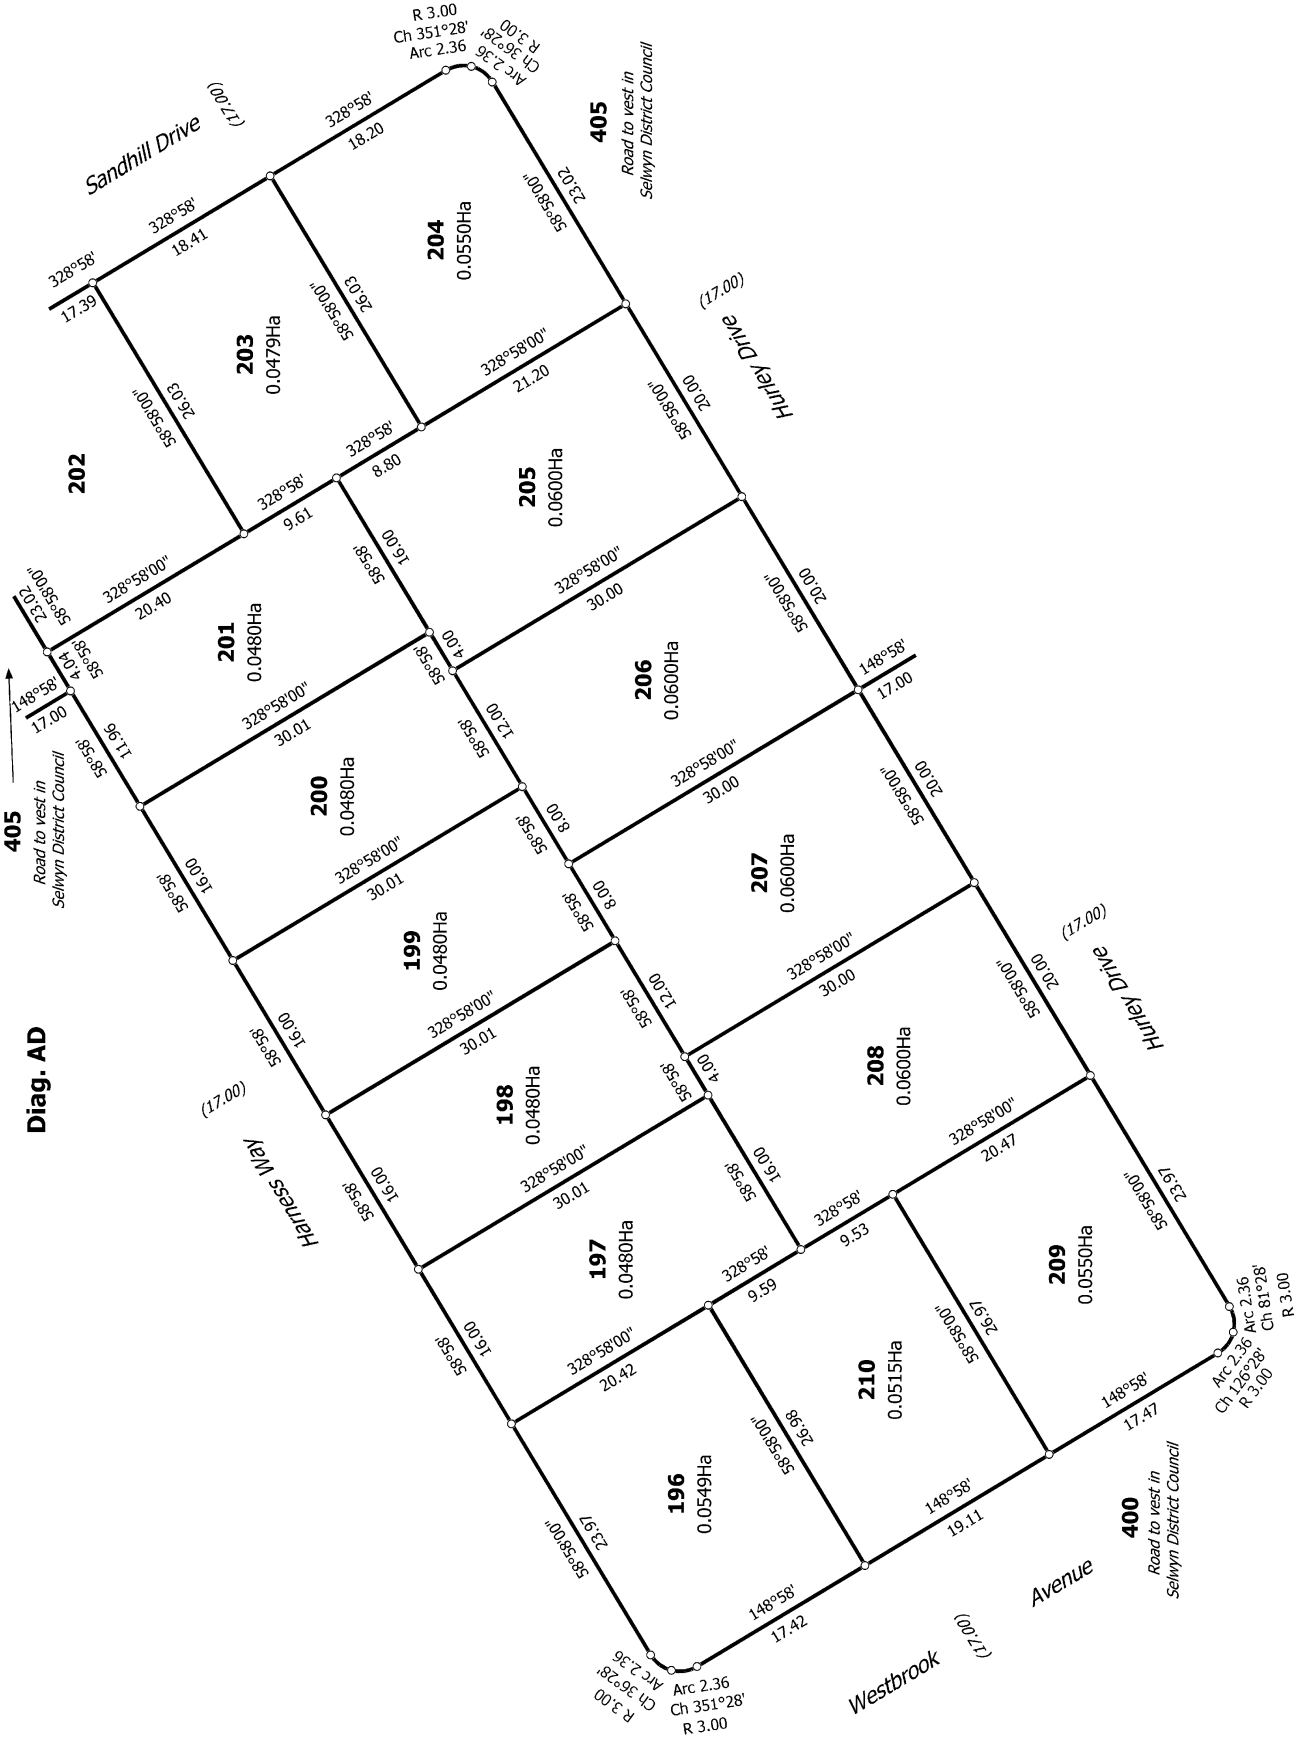 R 3.00
Ch 351°28'
Arc 2.36
Arc 2.36
Ch 36°28'
R 3.00
Sandhill Drive
(17.00)
328°58'
18.20
405
Road to vest in
Selwyn District Council
328°58'
18.41
328°58'
17.39
58°58'00"
23.02
204
0.0550Ha
58°58'00"
26.03
203
0.0479Ha
58°58'00"
26.03
202
(17.00)
Hurley Drive
328°58'00"
21.20
328°58'
8.80
328°58'
9.61
58°58'00"
20.00
205
0.0600Ha
58°58'
16.00
23.02
58°58'00"
328°58'00"
20.40
4.04
58°58'
148°58'
17.00
201
0.0480Ha
328°58'00"
30.00
58°58'00"
20.00
58°58'
4.00
206
0.0600Ha
148°58'
17.00
58°58'
11.96
328°58'00"
30.01
58°58'
12.00
405
Road to vest in
Selwyn District Council
200
0.0480Ha
328°58'00"
30.00
58°58'00"
20.00
58°58'
8.00
58°58'
16.00
328°58'00"
30.01
58°58'
8.00
207
0.0600Ha
199
0.0480Ha
328°58'00"
30.00
58°58'00"
20.00
(17.00)
Hurley Drive
Diag. AD
58°58'
16.00
328°58'00"
30.01
58°58'
12.00
(17.00)
Harness Way
198
0.0480Ha
58°58'
4.00
208
0.0600Ha
58°58'
16.00
328°58'00"
30.01
58°58'
16.00
328°58'00"
20.47
328°58'
9.53
58°58'00"
23.97
197
0.0480Ha
328°58'
9.59
209
0.0550Ha
58°58'
16.00
328°58'00"
20.42
58°58'00"
26.97
Arc 2.36
Ch 81°28'
R 3.00
Arc 2.36
Ch 126°28'
R 3.00
210
0.0515Ha
148°58'
17.47
58°58'00"
26.98
196
0.0549Ha
148°58'
19.11
400
Road to vest in
Selwyn District Council
58°58'00"
23.97
148°58'
17.42
Westbrook
(17.00)
Avenue
Arc 2.36
Ch 36°28'
R 3.00
Arc 2.36
Ch 351°28'
R 3.00